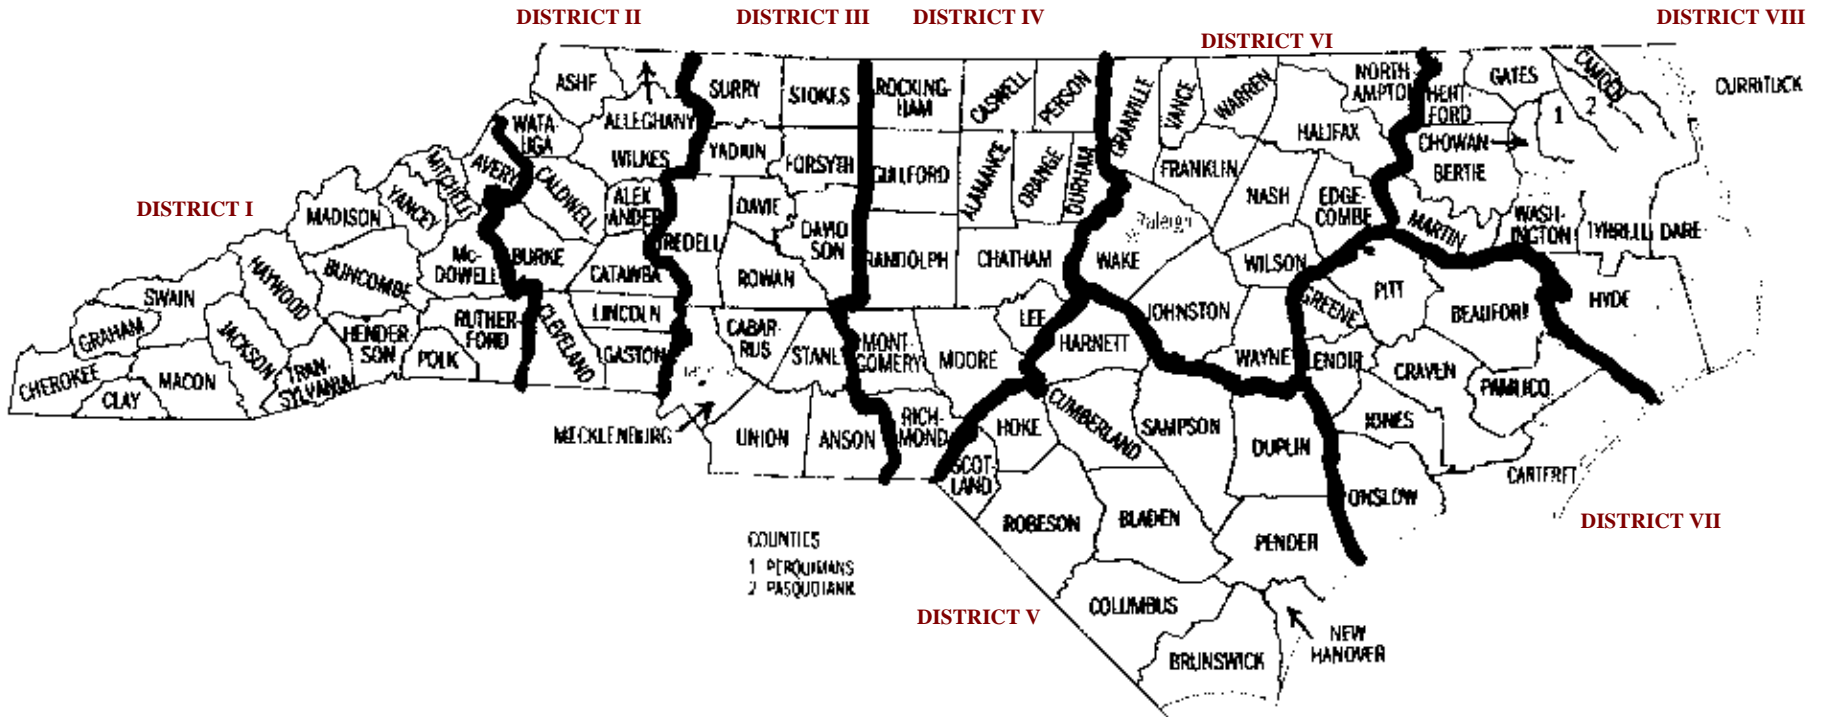 DISTRICT II
DISTRICT III
DISTRICT IV
DISTRICT VIII
DISTRICT VI
ASHF
SURRY
STOKES
ROCKING-
HAM
CASWELL
PERSON
GRANVILLE
VANCE
WARREN
NORTH
AMPTON
HERT
FORD
GATES
CAMDEN
CURRITUCK
1
2
WATA-
UGA
ALLEGHANY
WILKES
YADKIN
FORSYTH
GUILFORD
ALAMANCE
ORANGE
DURHAM
FRANKLIN
HALIFAX
CHOWAN
BERTIE
AVERY
MITCHELL
YANCEY
MADISON
DISTRICT I
CALDWELL
ALEX
ANDER
IREDELL
DAVIE
DAVID
SON
RANDOLPH
CHATHAM
WAKE
Raleigh
NASH
EDGE-
COMBE
MARTIN
WASH-
INGTON
TYRRELL
DARE
HAYWOOD
BUNCOMBE
Mc-
DOWELL
BURKE
CATAWBA
ROWAN
WILSON
PITT
BEAUFORT
HYDE
SWAIN
GRAHAM
JACKSON
HENDER
SON
RUTHER-
FORD
POLK
CLEVELAND
LINCOLN
GASTON
CABAR-
RUS
STANLY
MONT-
GOMERY
MOORE
LEE
HARNETT
JOHNSTON
WAYNE
GREENE
LENOIR
CRAVEN
PAMLICO
CHEROKEE
CLAY
MACON
TRAN-
SYLVANIA
MECKLENBURG
UNION
ANSON
RICH-
MOND
HOKE
SCOT-
LAND
CUMBERLAND
SAMPSON
DUPLIN
JONES
ONSLOW
CARTERET
DISTRICT VII
ROBESON
BLADEN
PENDER
COUNTIES
1 PERQUIMANS
2 PASQUOTANK
DISTRICT V
COLUMBUS
BRUNSWICK
NEW
HANOVER